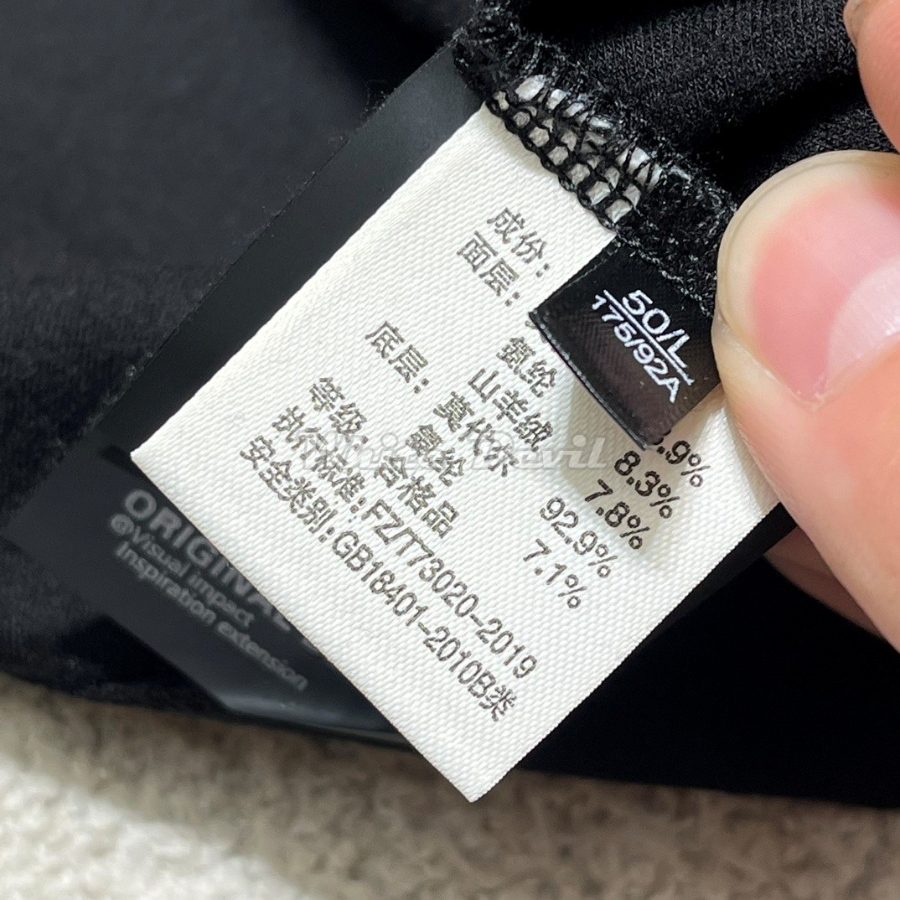 成份:
面层:
氨纶 8.3%
山羊绒 7.8%
底层: 莫代尔 92.9%
氨纶 7.1%
等级: 合格品
执行标准:FZ/T73020-2019
安全类别:GB18401-2010B类
50/L
175/92A
ORIGINAL
@Visual impact
Inspiration extension
White Devil